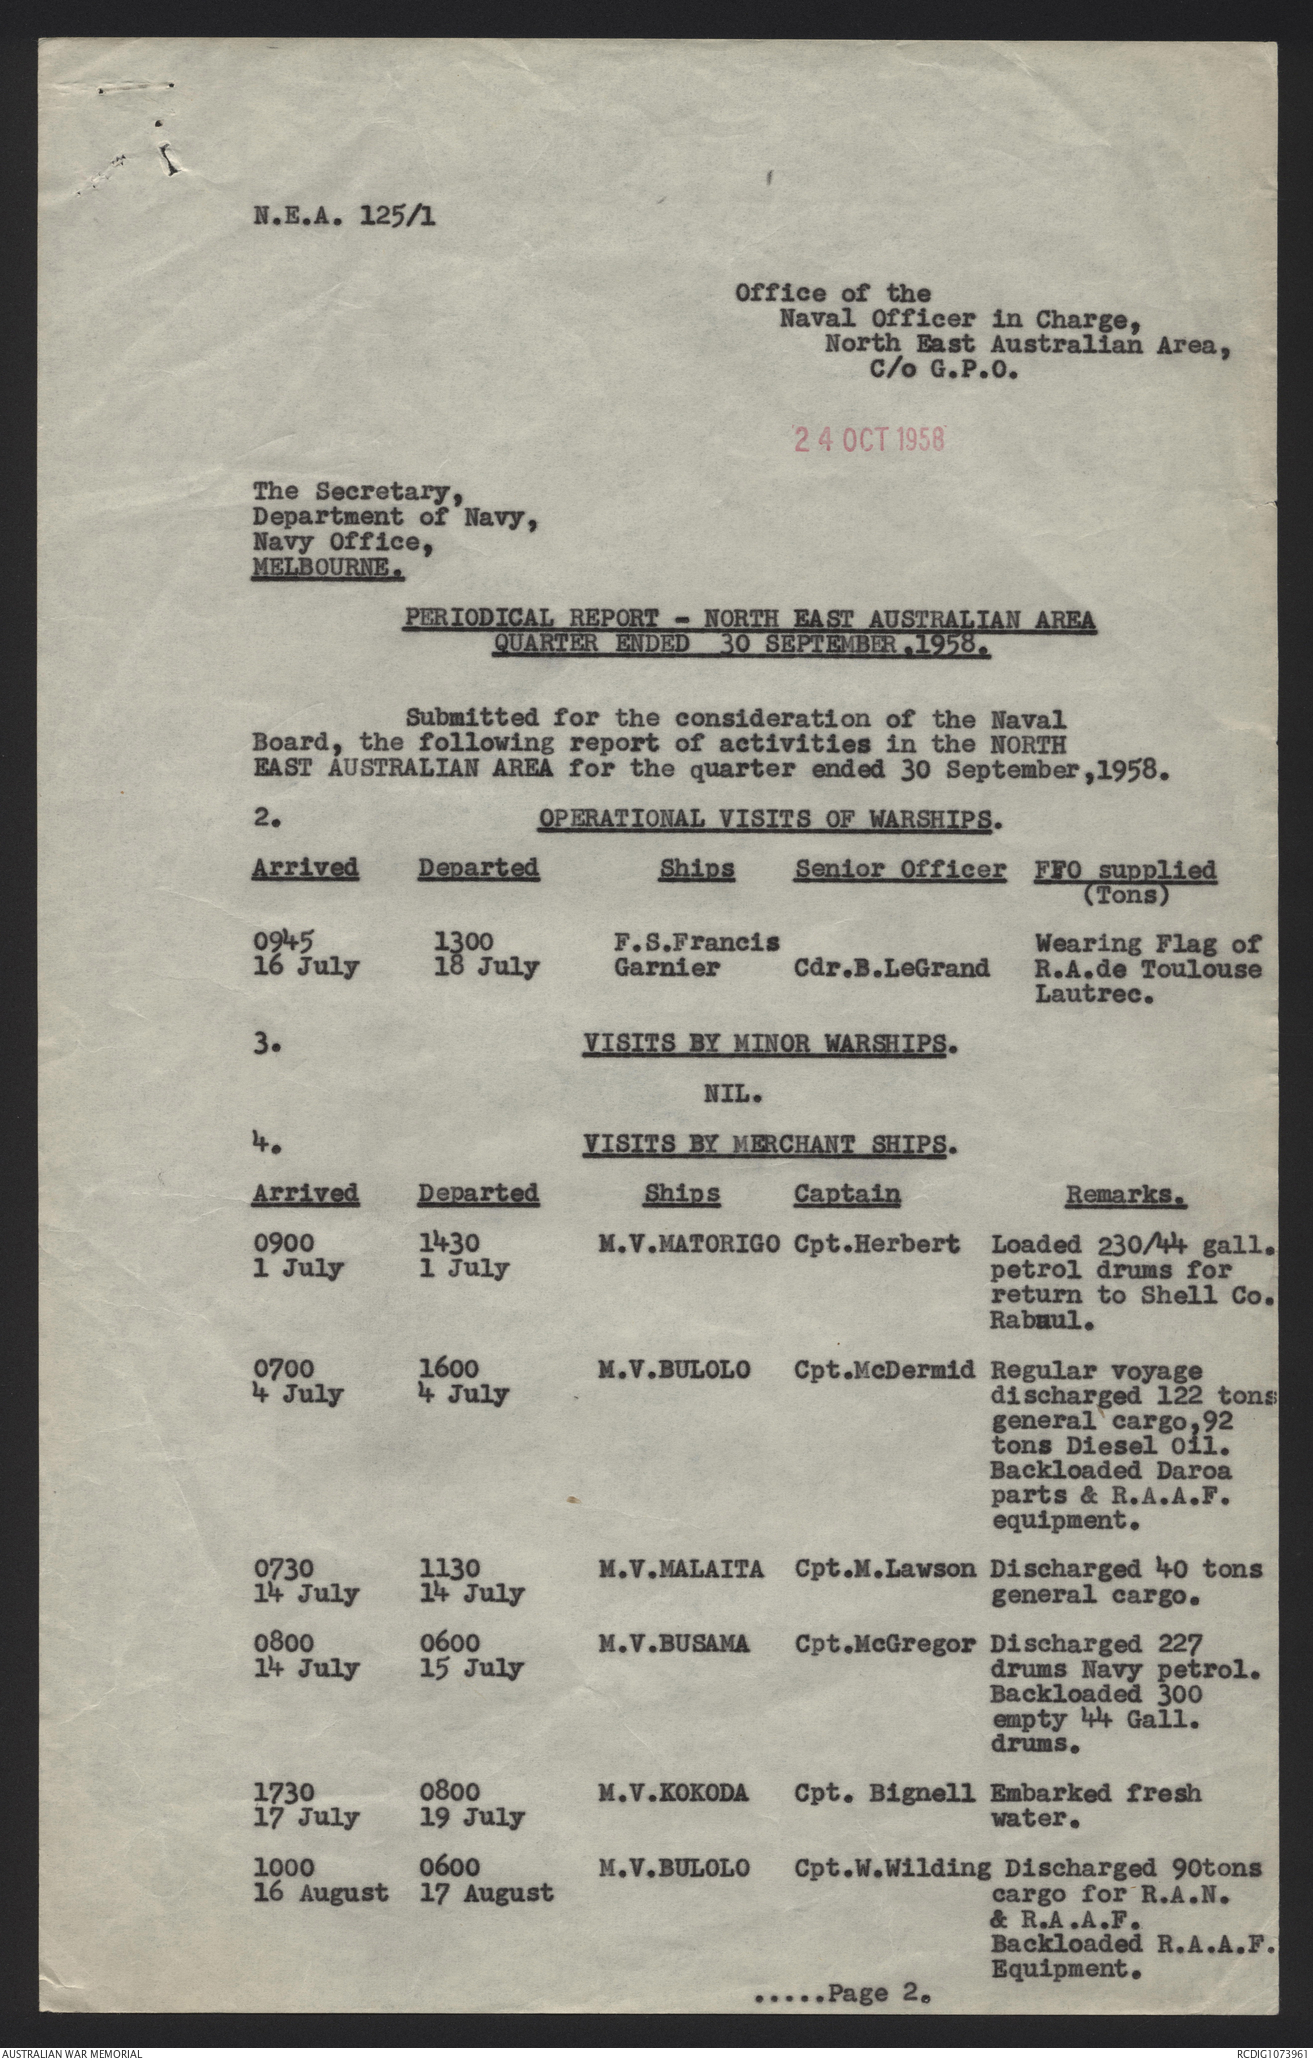 N.E.A. 125/1
Office of the
Naval Officer in Charge,
North East Australian Area,
C/o G.P.O.
24 OCT 1958
The Secretary,
Department of Navy,
Navy Office,
MELBOURNE.
PERIODICAL REPORT - NORTH EAST AUSTRALIAN AREA
QUARTER ENDED 30 SEPTEMBER,1958.
Submitted for the consideration of the Naval
Board, the following report of activities in the NORTH
EAST AUSTRALIAN AREA for the quarter ended 30 September,1958.
2. OPERATIONAL VISITS OF WARSHIPS.
Arrived Departed Ships Senior Officer FFO supplied
(Tons)
0945 1300 F.S.Francis Wearing Flag of
16 July 18 July Garnier Cdr.B.LeGrand R.A.de Toulouse
Lautrec.
3. VISITS BY MINOR WARSHIPS.
NIL.
4. VISITS BY MERCHANT SHIPS.
Arrived Departed Ships Captain Remarks.
0900 1430 M.V.MATORIGO Cpt.Herbert Loaded 230/44 gall.
1 July 1 July petrol drums for
return to Shell Co.
Rabaul.
0700 1600 M.V.BULOLO Cpt.McDermid Regular voyage
4 July 4 July discharged 122 tons
general cargo,92
tons Diesel Oil.
Backloaded Daroa
parts & R.A.A.F.
equipment.
0730 1130 M.V.MALAITA Cpt.M.Lawson Discharged 40 tons
14 July 14 July general cargo.
0800 0600 M.V.BUSAMA Cpt.McGregor Discharged 227
14 July 15 July drums Navy petrol.
Backloaded 300
empty 44 Gall.
drums.
1730 0800 M.V.KOKODA Cpt. Bignell Embarked fresh
17 July 19 July water.
1000 0600 M.V.BULOLO Cpt.W.Wilding Discharged 90tons
16 August 17 August cargo for R.A.N.
& R.A.A.F.
Backloaded R.A.A.F.
Equipment.
.....Page 2.
AUSTRALIAN WAR MEMORIAL RCDIG1073961